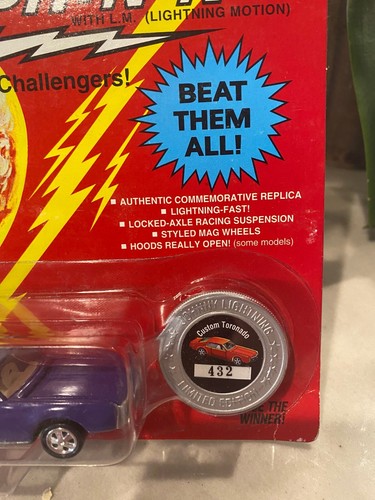 WITH L.M. (LIGHTNING MOTION)
Challengers!
BEAT
THEM
ALL!
■ AUTHENTIC COMMEMORATIVE REPLICA
■ LIGHTNING-FAST!
■ LOCKED-AXLE RACING SUSPENSION
■ STYLED MAG WHEELS
■ HOODS REALLY OPEN! (some models)
JOHNNY LIGHTNING
Custom Toronado
432
LIMITED EDITION
THE
WINNER!